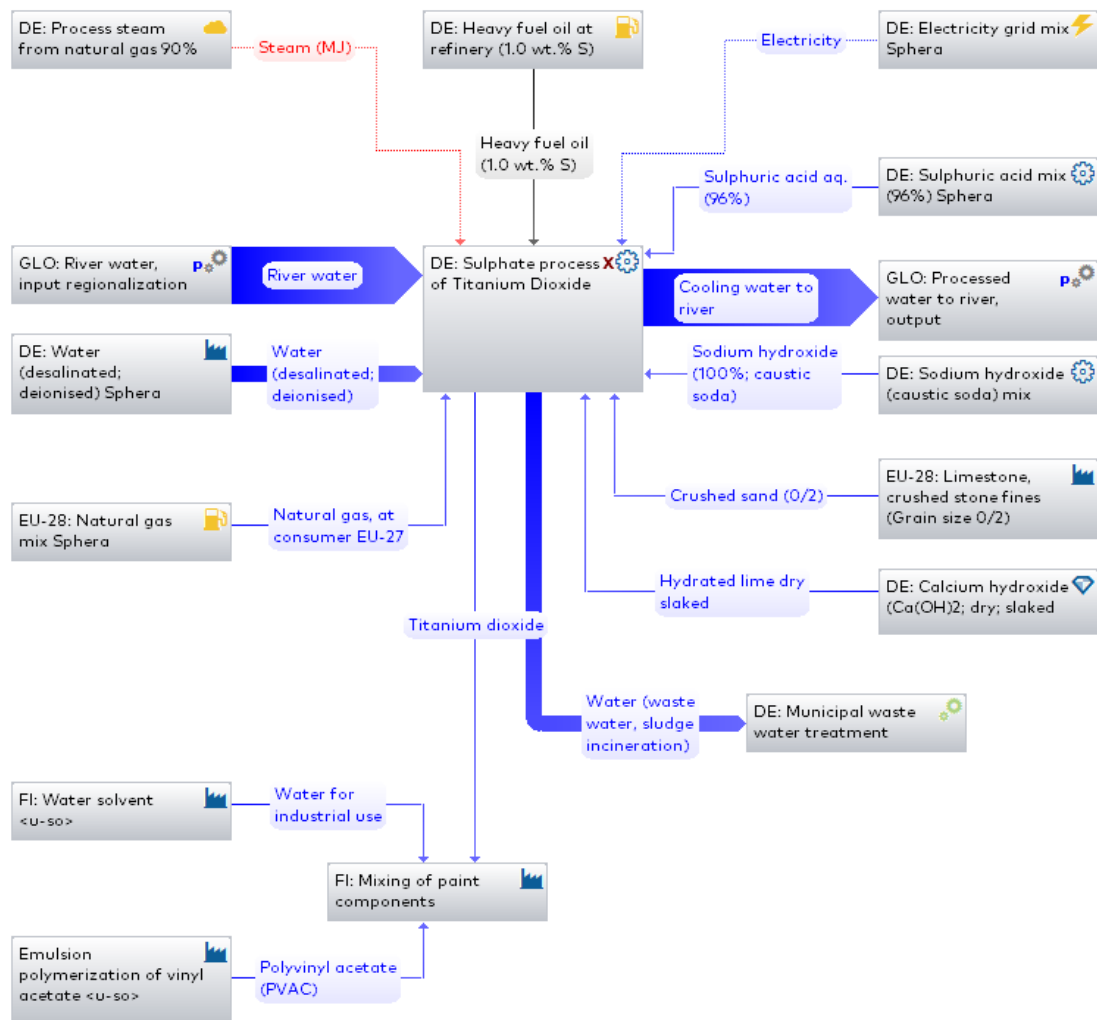 DE: Process steam
from natural gas 90%
Steam (MJ)
DE: Heavy fuel oil at
refinery (1.0 wt.% S)
Electricity
DE: Electricity grid mix
Sphera
Heavy fuel oil
(1.0 wt.% S)
Sulphuric acid aq.
(96%)
DE: Sulphuric acid mix
(96%) Sphera
GLO: River water,
input regionalization
p
River water
DE: Sulphate process
of Titanium Dioxide
X
Cooling water to
river
GLO: Processed
water to river,
output
p
DE: Water
(desalinated;
deionised) Sphera
Water
(desalinated;
deionised)
Sodium hydroxide
(100%; caustic
soda)
DE: Sodium hydroxide
(caustic soda) mix
EU-28: Natural gas
mix Sphera
Natural gas, at
consumer EU-27
Crushed sand (0/2)
EU-28: Limestone,
crushed stone fines
(Grain size 0/2)
Hydrated lime dry
slaked
DE: Calcium hydroxide
(Ca(OH)2; dry; slaked
Titanium dioxide
Water (waste
water, sludge
incineration)
DE: Municipal waste
water treatment
FI: Water solvent
<u-so>
Water for
industrial use
FI: Mixing of paint
components
Emulsion
polymerization of vinyl
acetate <u-so>
Polyvinyl acetate
(PVAC)